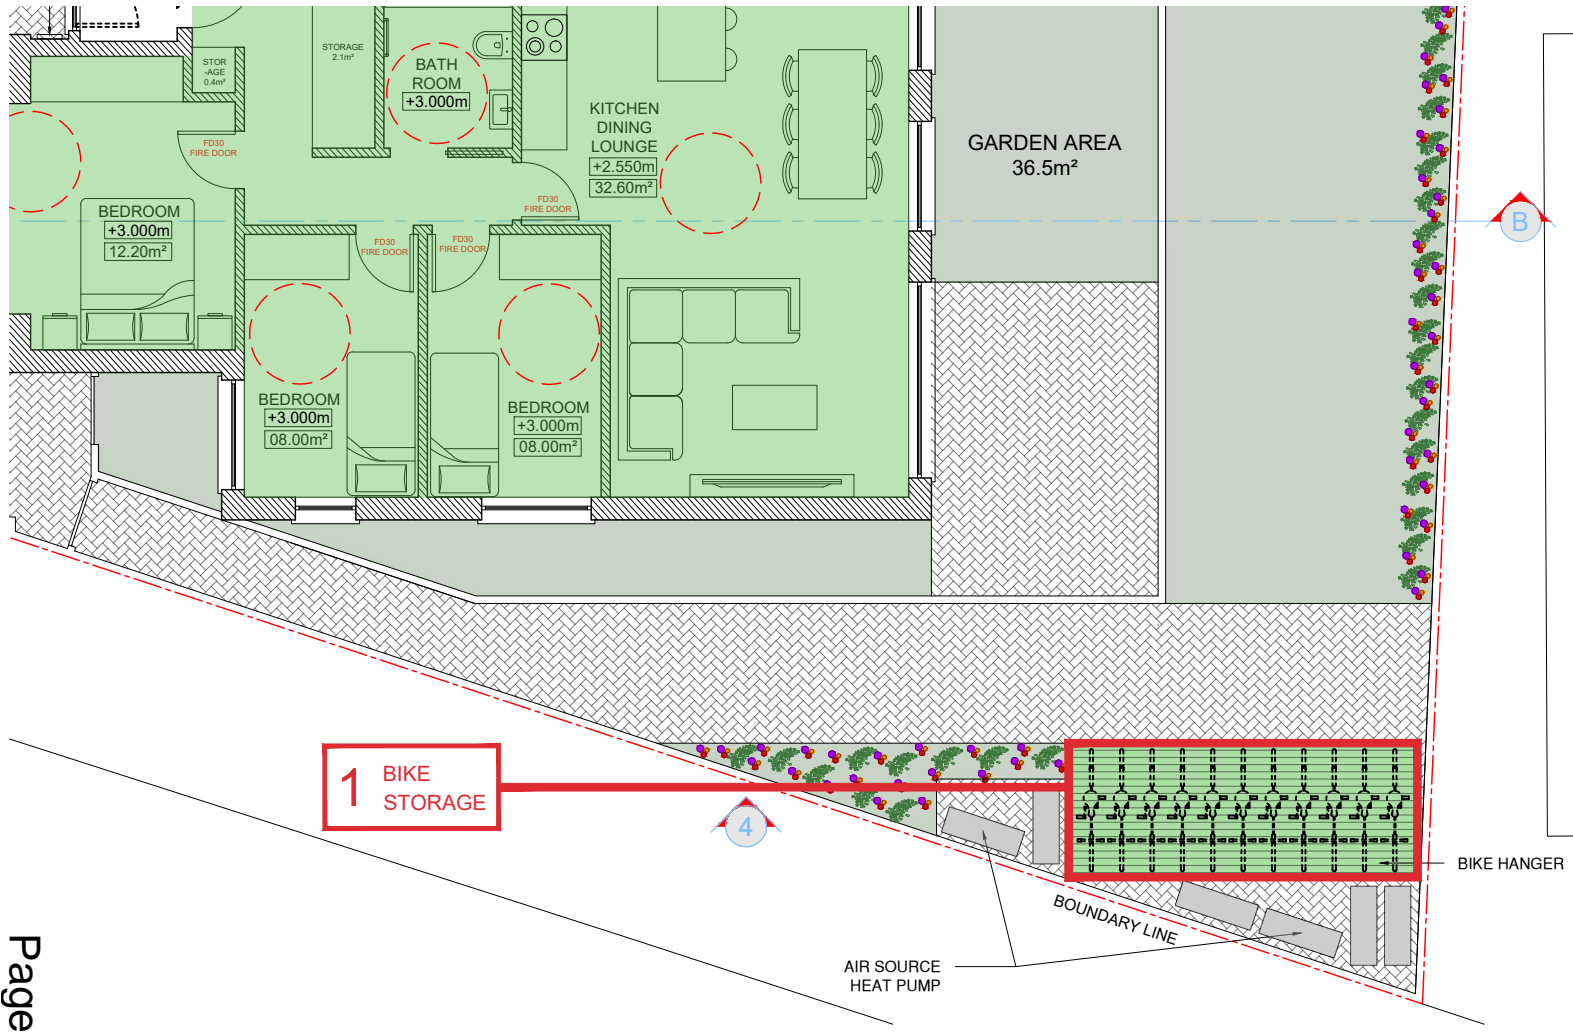 STORAGE
2.1m²
STOR
-AGE
0.4m²
BATH
ROOM
+3.000m
KITCHEN
DINING
LOUNGE
+2.550m
32.60m²
GARDEN AREA
36.5m²
FD30
FIRE DOOR
FD30
FIRE DOOR
BEDROOM
+3.000m
12.20m²
FD30
FIRE DOOR
FD30
FIRE DOOR
B
BEDROOM
+3.000m
08.00m²
BEDROOM
+3.000m
08.00m²
1 BIKE
STORAGE
4
BIKE HANGER
BOUNDARY LINE
AIR SOURCE
HEAT PUMP
Page